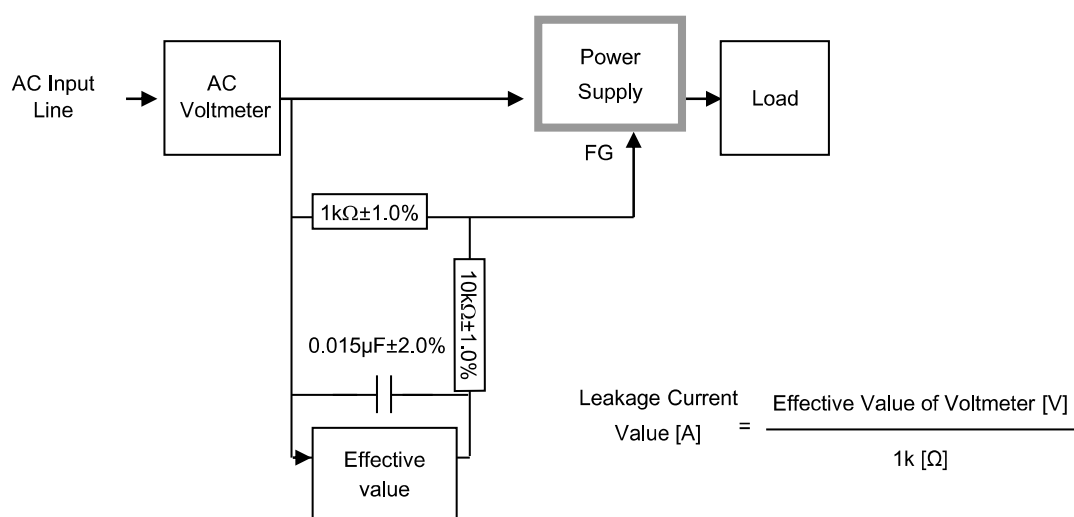 AC Input
Line
AC
Voltmeter
Power
Supply
Load
FG
1kΩ±1.0%
10kΩ±1.0%
0.015µF±2.0%
Effective
value
Leakage Current
Value [A]
=
Effective Value of Voltmeter [V]
1k [Ω]